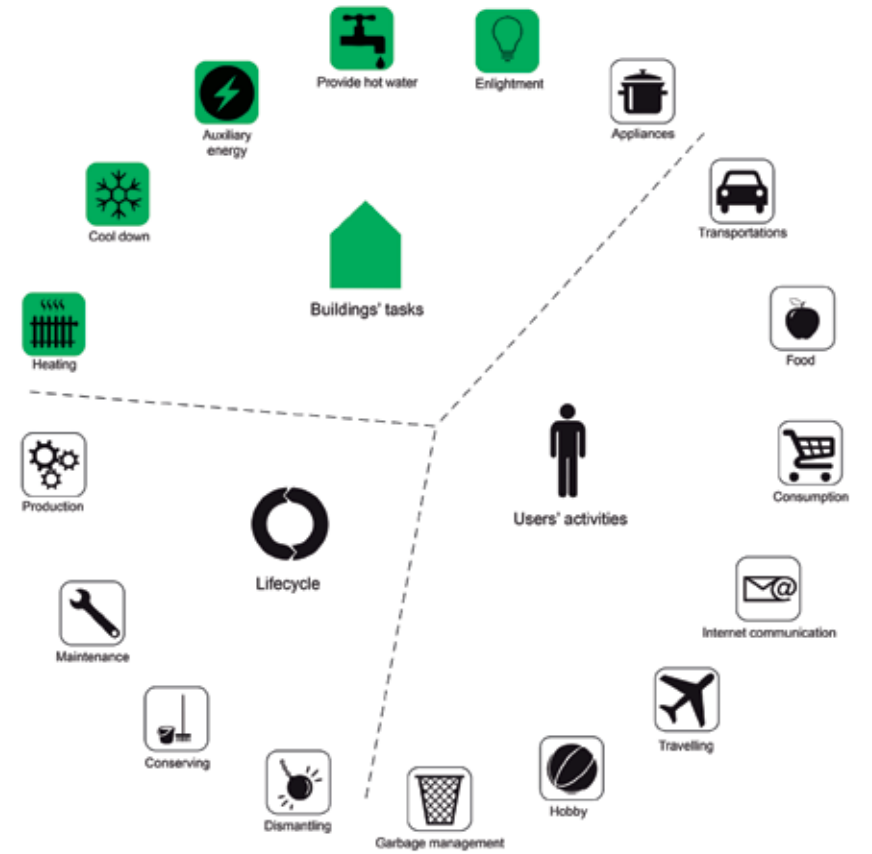 Provide hot water
Enlightment
Auxiliary
energy
Appliances
Cool down
Transportations
Buildings' tasks
Heating
Food
Production
Consumption
Users' activities
Lifecycle
@
Internet communication
Maintenance
Travelling
Conserving
Hobby
Dismantling
Garbage management